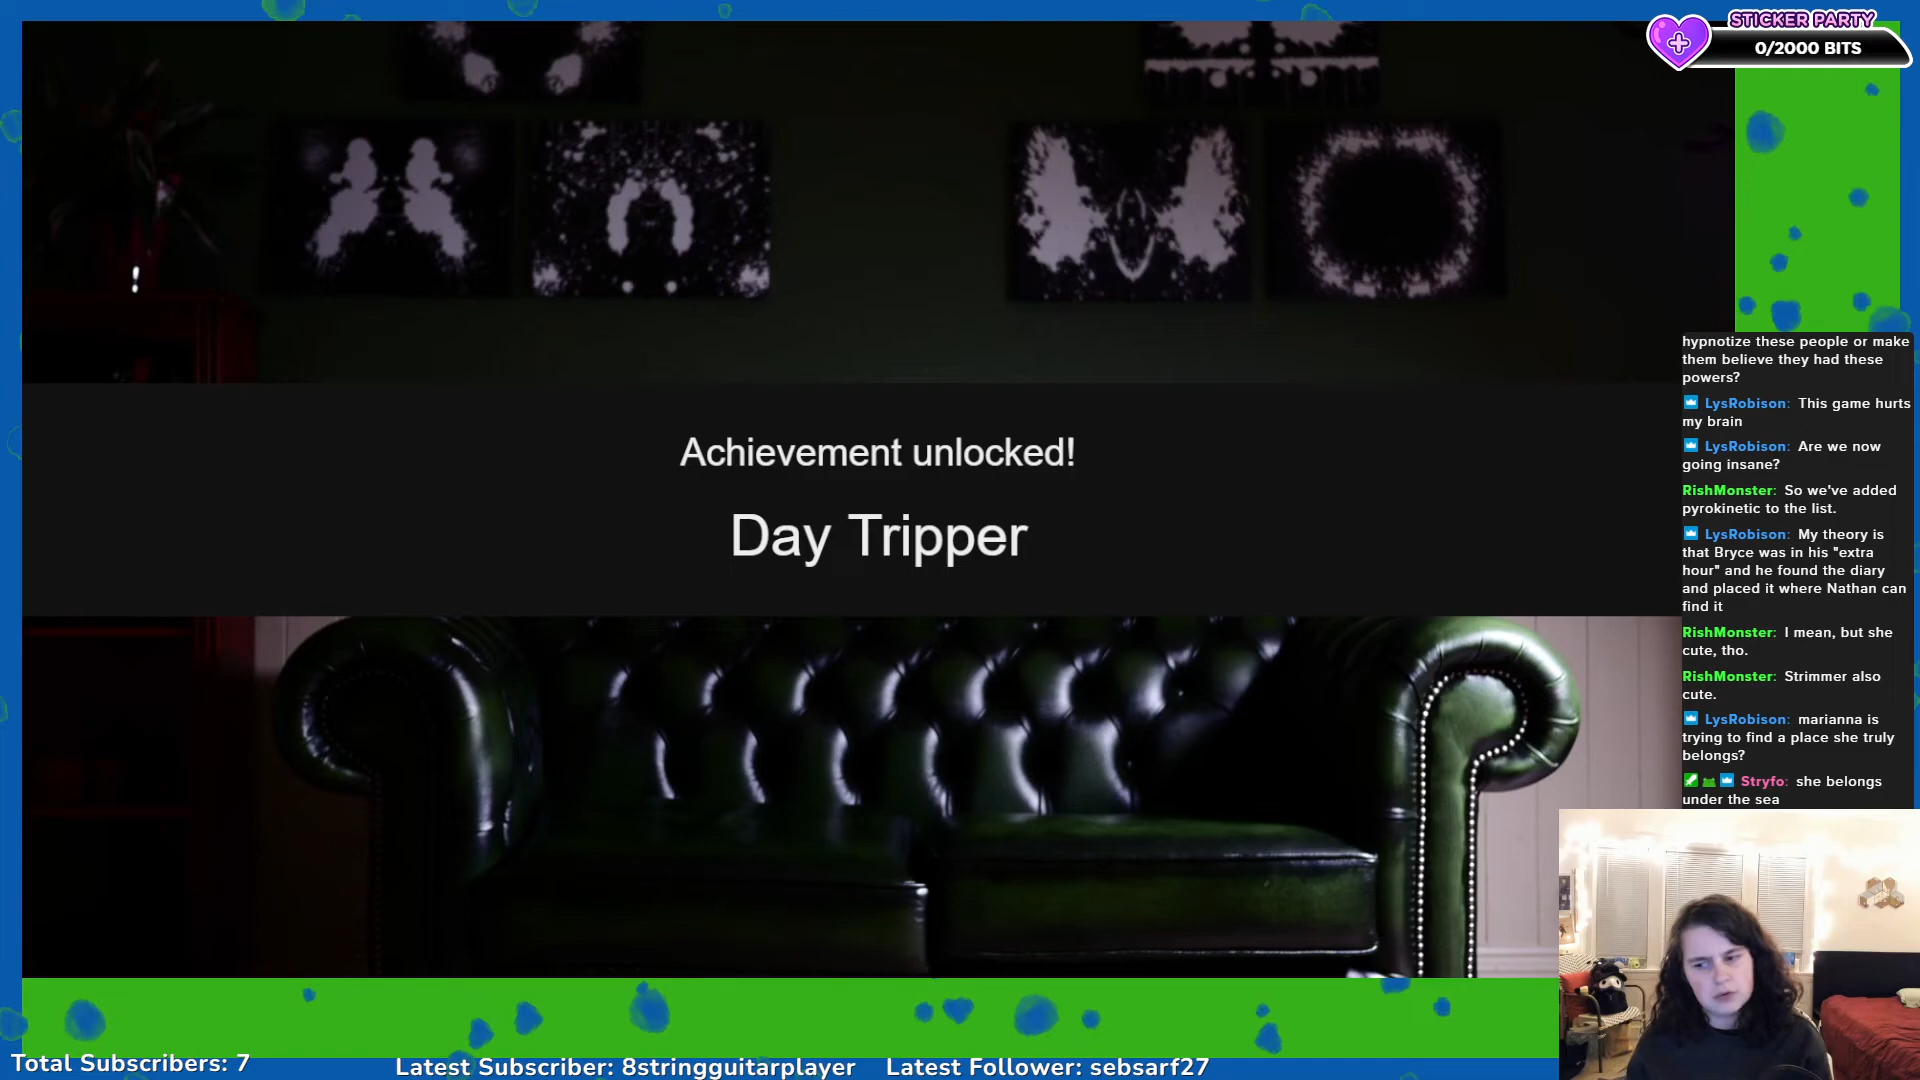 STICKER PARTY
0/2000 BITS
hypnotize these people or make
them believe they had these
powers?
LysRobison: This game hurts
my brain
LysRobison: Are we now
going insane?
RishMonster: So we've added
pyrokinetic to the list.
LysRobison: My theory is
that Bryce was in his "extra
hour" and he found the diary
and placed it where Nathan can
find it
RishMonster: I mean, but she
cute, tho.
RishMonster: Strimmer also
cute.
LysRobison: marianna is
trying to find a place she truly
belongs?
Stryfo: she belongs
under the sea
Achievement unlocked!
Day Tripper
Total Subscribers: 7
Latest Subscriber: 8stringguitarplayer
Latest Follower: sebsarf27